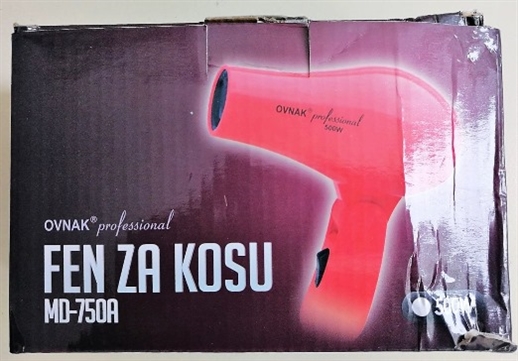 OVNAK® professional
500W
OVNAK® professional
FEN ZA KOSU
MD-750A
500W